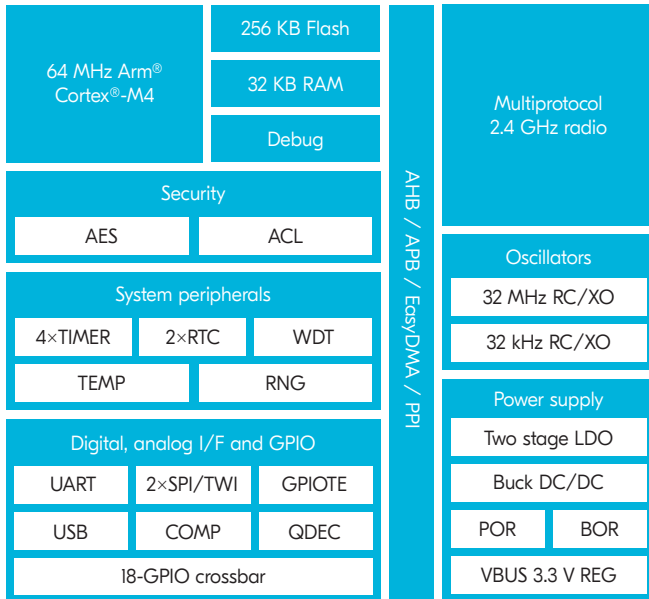 64 MHz Arm®
Cortex®-M4
256 KB Flash
32 KB RAM
Debug
Security
AES
ACL
System peripherals
4×TIMER
2×RTC
WDT
TEMP
RNG
Digital, analog I/F and GPIO
UART
2×SPI/TWI
GPIOTE
USB
COMP
QDEC
18-GPIO crossbar
AHB / APB / EasyDMA / PPI
Multiprotocol
2.4 GHz radio
Oscillators
32 MHz RC/XO
32 kHz RC/XO
Power supply
Two stage LDO
Buck DC/DC
POR
BOR
VBUS 3.3 V REG